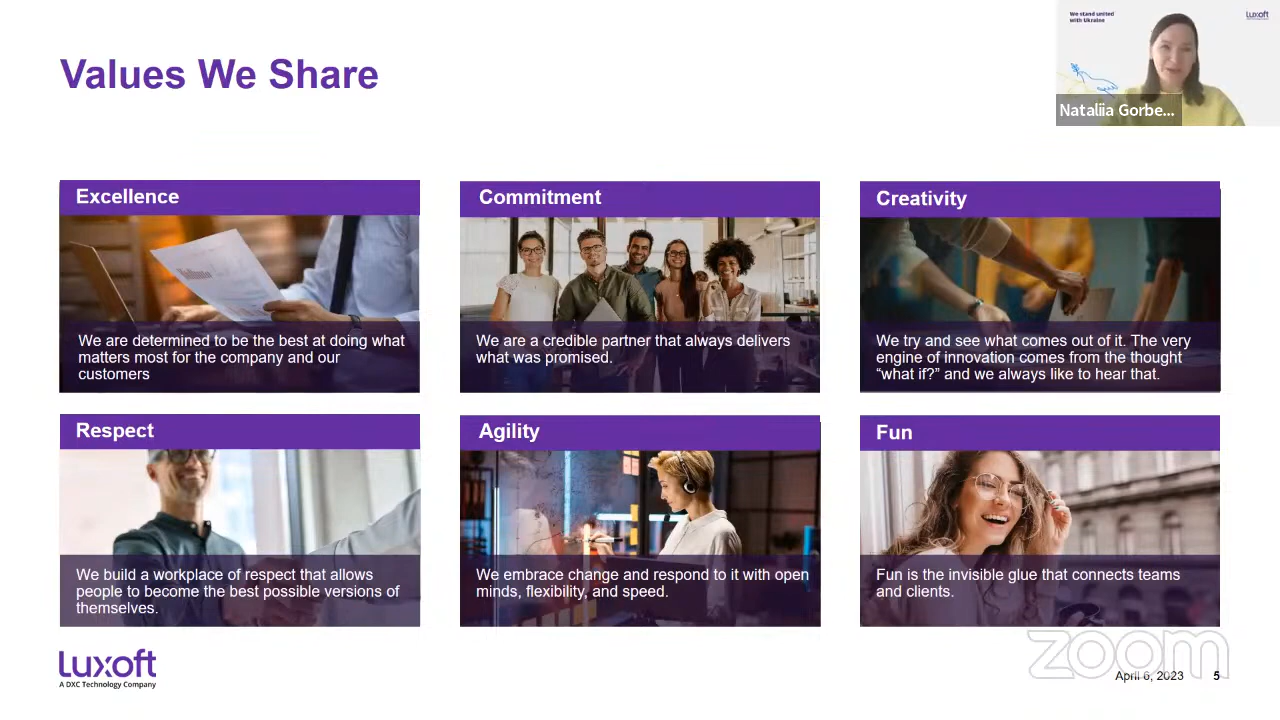 We stand united
with Ukraine
Luxoft
Nataliia Gorbe...
Values We Share
Excellence
We are determined to be the best at doing what
matters most for the company and our
customers
Commitment
We are a credible partner that always delivers
what was promised.
Creativity
We try and see what comes out of it. The very
engine of innovation comes from the thought
“what if?” and we always like to hear that.
Respect
We build a workplace of respect that allows
people to become the best possible versions of
themselves.
Agility
We embrace change and respond to it with open
minds, flexibility, and speed.
Fun
Fun is the invisible glue that connects teams
and clients.
Luxoft
A DXC Technology Company
zoom
April 6, 2023 5